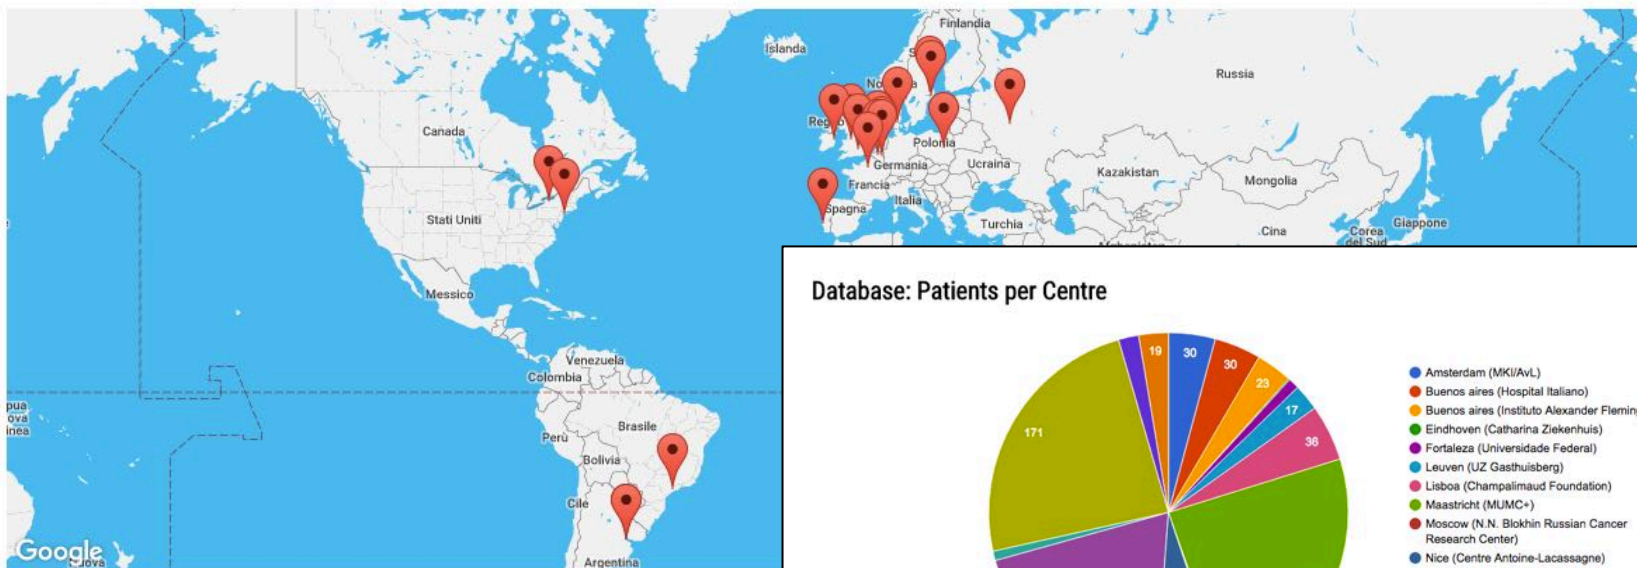 Finlandia
Islanda
Russia
Canada
Polonia
Germania
Ucraina
Kazakistan
Mongolia
Francia
Spagna
Italia
Stati Uniti
Turchia
Cina
Corea
del Sud
Giappone
Messico
Database: Patients per Centre
Venezuela
Colombia
Brasile
Perù
Bolivia
Cile
Argentina
Google
19
30
30
23
17
36
171
Amsterdam (MKI/AvL)
Buenos aires (Hospital Italiano)
Buenos aires (Instituto Alexander Fleming
Eindhoven (Catharina Ziekenhuis)
Fortaleza (Universidade Federal)
Leuven (UZ Gasthuisberg)
Lisboa (Champalimaud Foundation)
Maastricht (MUMC+)
Moscow (N.N. Blokhin Russian Cancer
Research Center)
Nice (Centre Antoine-Lacassagne)